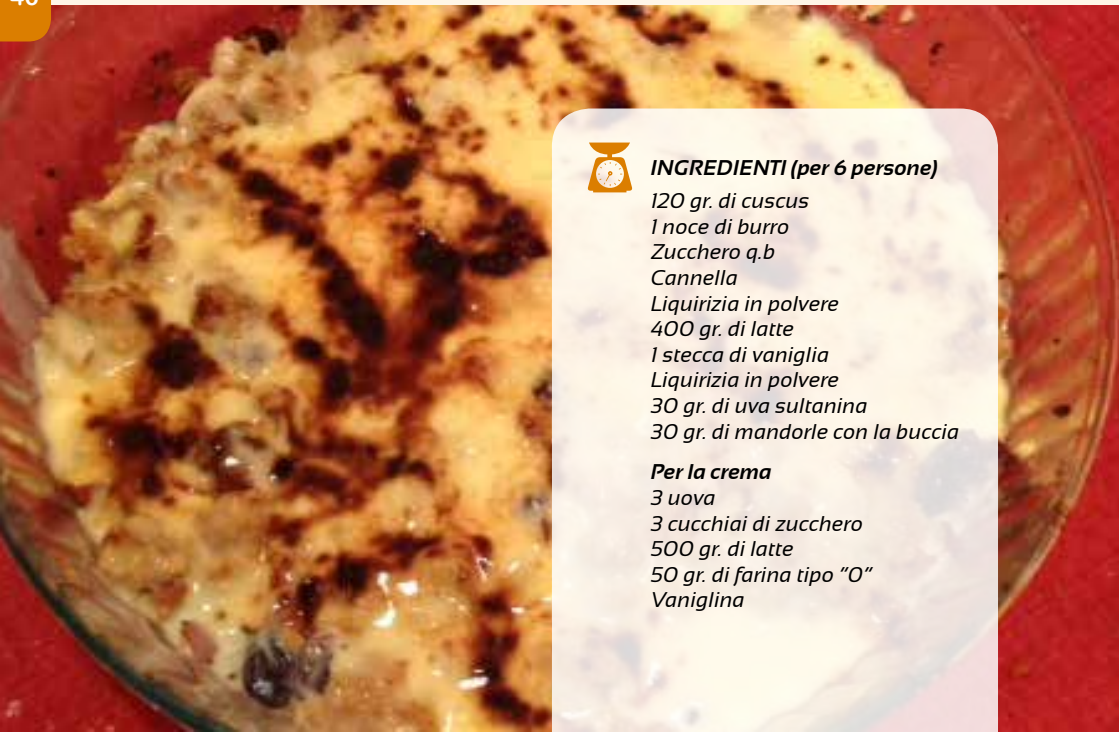 INGREDIENTI (per 6 persone)
120 gr. di cuscus
1 noce di burro
Zucchero q.b
Cannella
Liquirizia in polvere
400 gr. di latte
1 stecca di vaniglia
Liquirizia in polvere
30 gr. di uva sultanina
30 gr. di mandorle con la buccia
Per la crema
3 uova
3 cucchiai di zucchero
500 gr. di latte
50 gr. di farina tipo "0"
Vaniglina